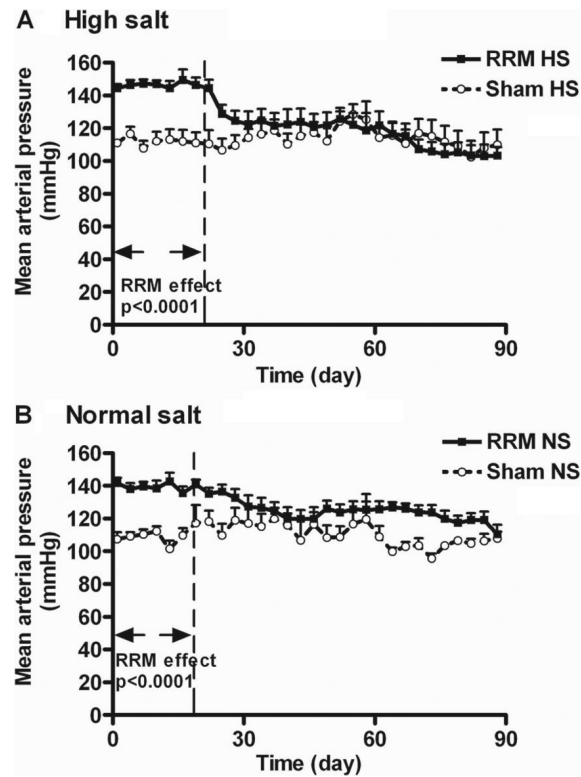 A High salt
RRM HS
Sham HS
Mean arterial pressure
(mmHg)
160
140
120
100
80
60
40
20
0
RRM effect
p<0.0001
0 30 60 90
Time (day)
B Normal salt
RRM NS
Sham NS
Mean arterial pressure
(mmHg)
160
140
120
100
80
60
40
20
0
RRM effect
p<0.0001
0 30 60 90
Time (day)